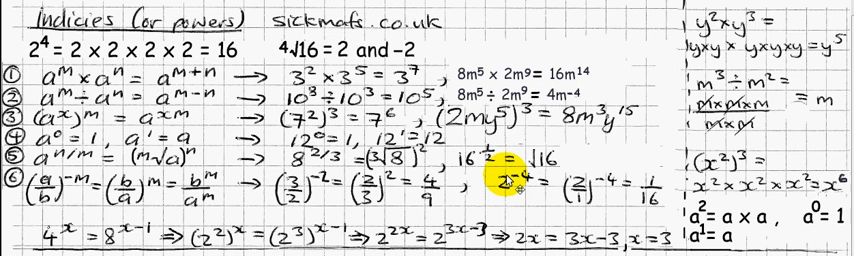 Indicies (or powers) sickmafs.co.uk
2⁴ = 2 × 2 × 2 × 2 = 16 4√16 = 2 and -2
① aᵐ × aⁿ = aᵐ⁺ⁿ → 3² × 3⁵ = 3⁷, 8m⁵ × 2m⁹ = 16m¹⁴
② aᵐ ÷ aⁿ = aᵐ⁻ⁿ → 10⁸ ÷ 10³ = 10⁵, 8m⁵ ÷ 2m⁹ = 4m⁻⁴
③ (aˣ)ᵐ = aˣᵐ → (7²)³ = 7⁶, (2my⁵)³ = 8m³y¹⁵
④ a⁰ = 1, a¹ = a → 12⁰ = 1, 12¹ = 12
⑤ a^(n/m) = (m√a)ⁿ → 8^(2/3) = (3√8)², 16^(1/2) = √16
⑥ (a/b)⁻ᵐ = (b/a)ᵐ = bᵐ/aᵐ → (3/2)⁻² = (2/3)² = 4/9, 2⁻⁴ = (2/1)⁻⁴ = 1/16
4ˣ = 8ˣ⁻¹ ⇒ (2²)ˣ = (2³)ˣ⁻¹ ⇒ 2²ˣ = 2³ˣ⁻³ ⇒ 2x = 3x-3, x = 3
y² × y³ =
y×y × y×y×y = y⁵
m³ ÷ m² =
m×m×m / m×m = m
(x²)³ =
x² × x² × x² = x⁶
a² = a × a, a⁰ = 1
a¹ = a